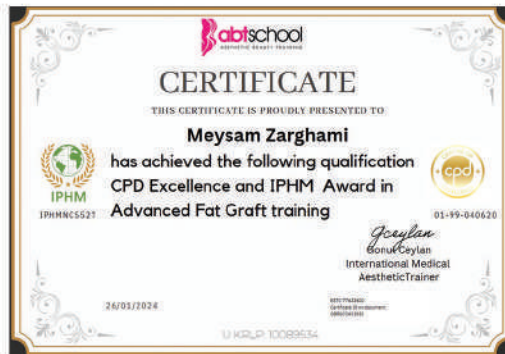 abtschool
AESTHETIC BEAUTY TRAINING
CERTIFICATE
THIS CERTIFICATE IS PROUDLY PRESENTED TO
Meysam Zarghami
has achieved the following qualification
CPD Excellence and IPHM Award in
Advanced Fat Graft training
IPHM
IPHMNCS521
cpd
01-99-040620
Gonul Ceylan
International Medical
AestheticTrainer
26/01/2024
U KRLP: 10089534